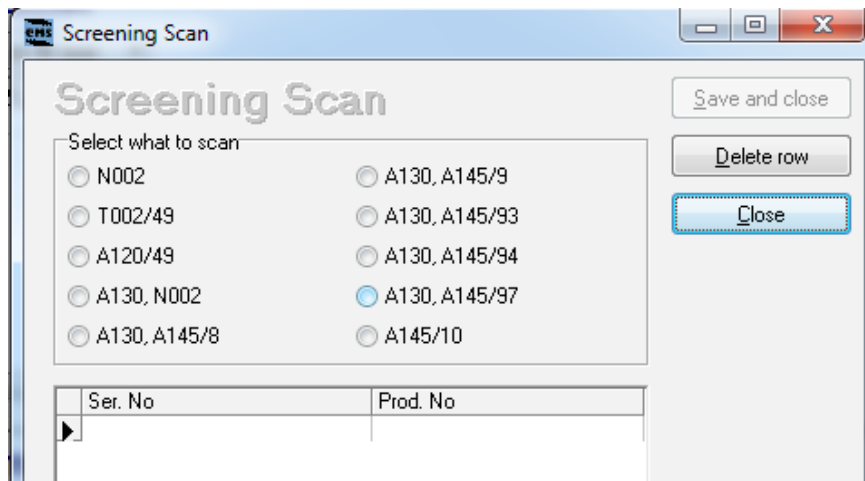 EMS Screening Scan
Screening Scan
Save and close
Select what to scan
Delete row
N002
A130, A145/9
Close
T002/49
A130, A145/93
A120/49
A130, A145/94
A130, N002
A130, A145/97
A130, A145/8
A145/10
Ser. No
Prod. No